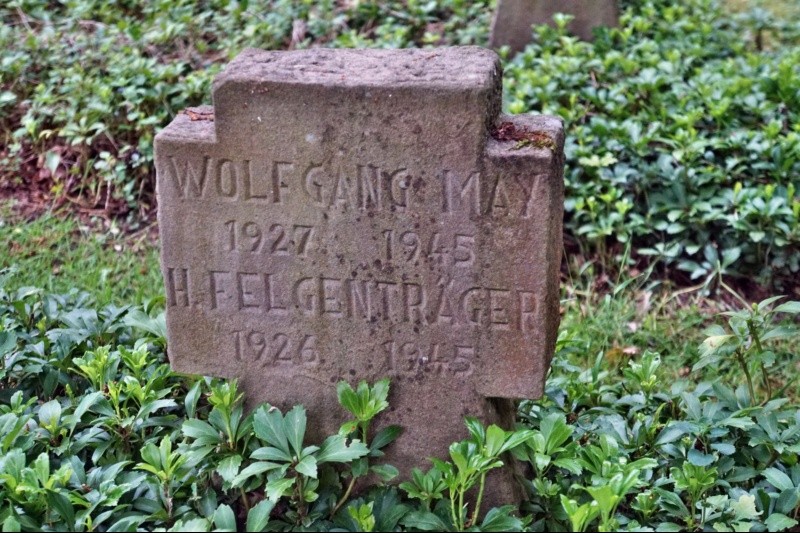 WOLFGANG MAY
1927 1945
H. FELGENTRÄGER
1926 1945